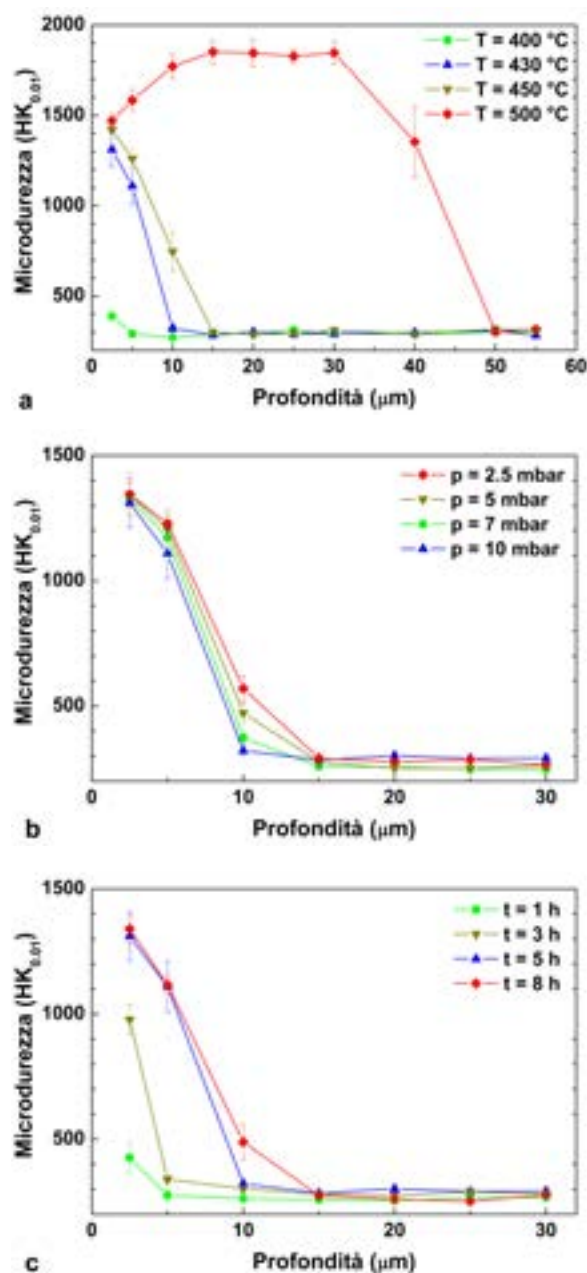 2000
1500
1000
500
Microdurezza (HK0.01)
T = 400 °C
T = 430 °C
T = 450 °C
T = 500 °C
0 10 20 30 40 50 60
a
Profondità (μm)
1500
1000
500
Microdurezza (HK0.01)
p = 2.5 mbar
p = 5 mbar
p = 7 mbar
p = 10 mbar
0 10 20 30
b
Profondità (μm)
1500
1000
500
Microdurezza (HK0.01)
t = 1 h
t = 3 h
t = 5 h
t = 8 h
0 10 20 30
c
Profondità (μm)